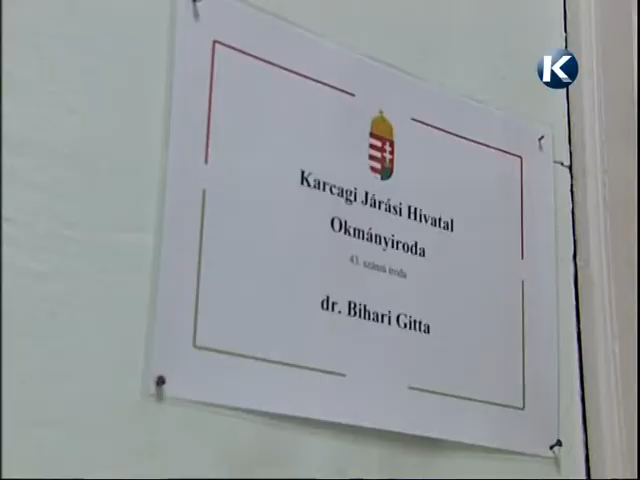 K
Karcagi Járási Hivatal
Okmányiroda
43. számú iroda
dr. Bihari Gitta